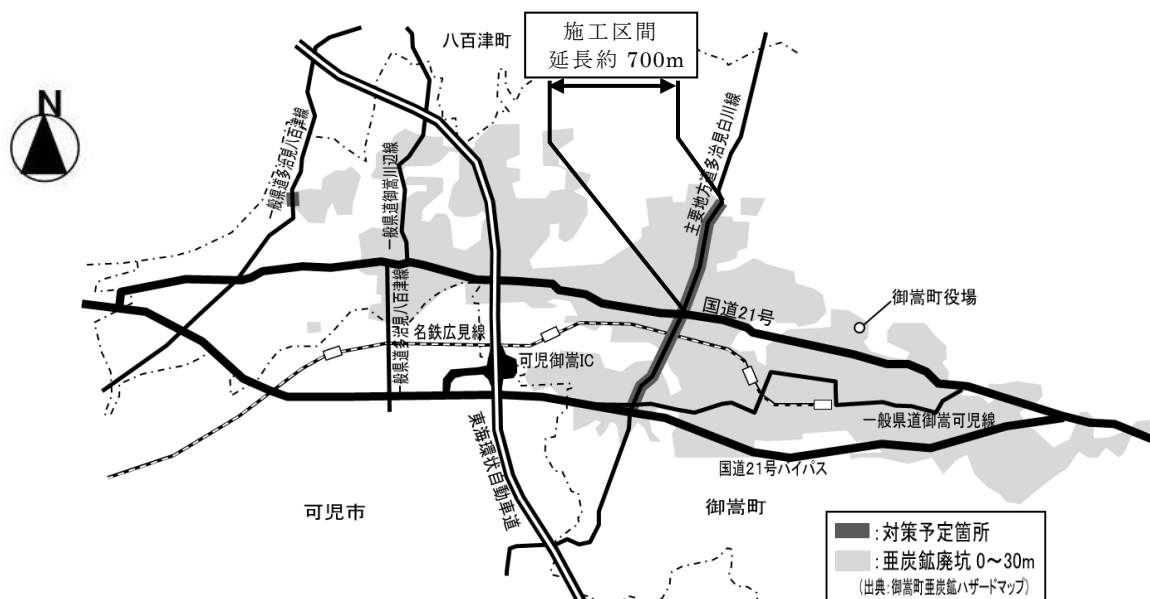 八百津町
施工区間
延長約 700m
N
一般県道多治見八百津線
一般県道御嵩川辺線
主要地方道多治見白川線
国道21号
御嵩町役場
一般県道多治見八百津線
名鉄広見線
可児御嵩IC
一般県道御嵩可児線
東海環状自動車道
国道21号バイパス
可児市
御嵩町
:対策予定箇所
:亜炭鉱廃坑 0〜30m
(出典:御嵩町亜炭鉱ハザードマップ)